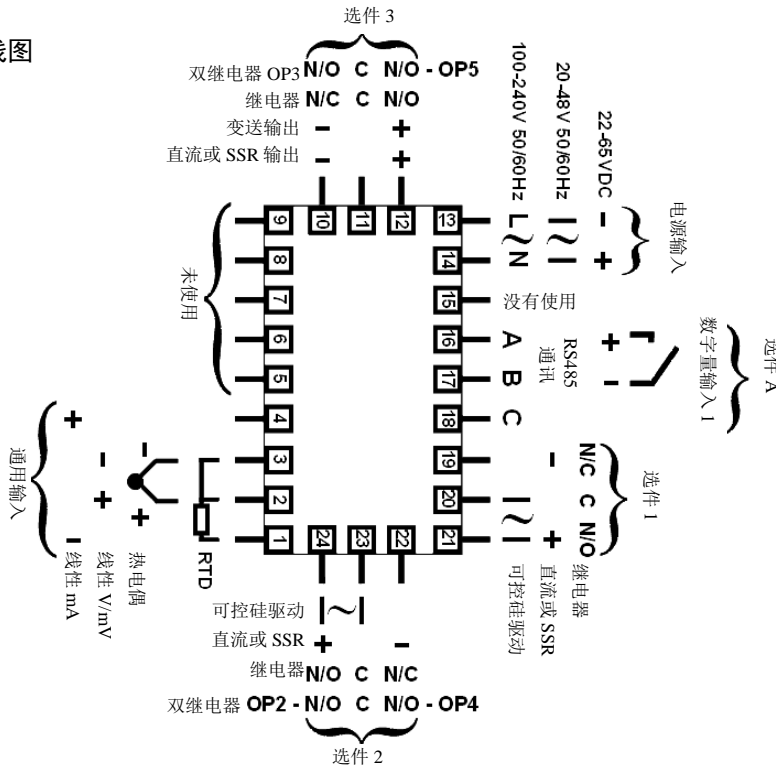 线图
选件 3
双继电器 OP3 N/O C N/O - OP5
继电器 N/C C N/O
变送输出 - +
直流或 SSR 输出 - +
100-240V 50/60Hz
20-48V 50/60Hz
22-65VDC
L
N
- +
电源输入
9
10
11
12
13
8
14
7
15
没有使用
6
16
A
5
17
B
4
18
C
3
19
2
20
1
21
24
23
22
未使用
RS485
通讯
+ -
数字量输入 1
选件 A
通用输入
+ -
线性 mA
- +
线性 V/mV
- +
热电偶
RTD
- +
N/C C N/O
选件 1
继电器
直流或 SSR
可控硅驱动
可控硅驱动 ~
直流或 SSR + -
继电器 N/O C N/C
双继电器 OP2 - N/O C N/O - OP4
选件 2